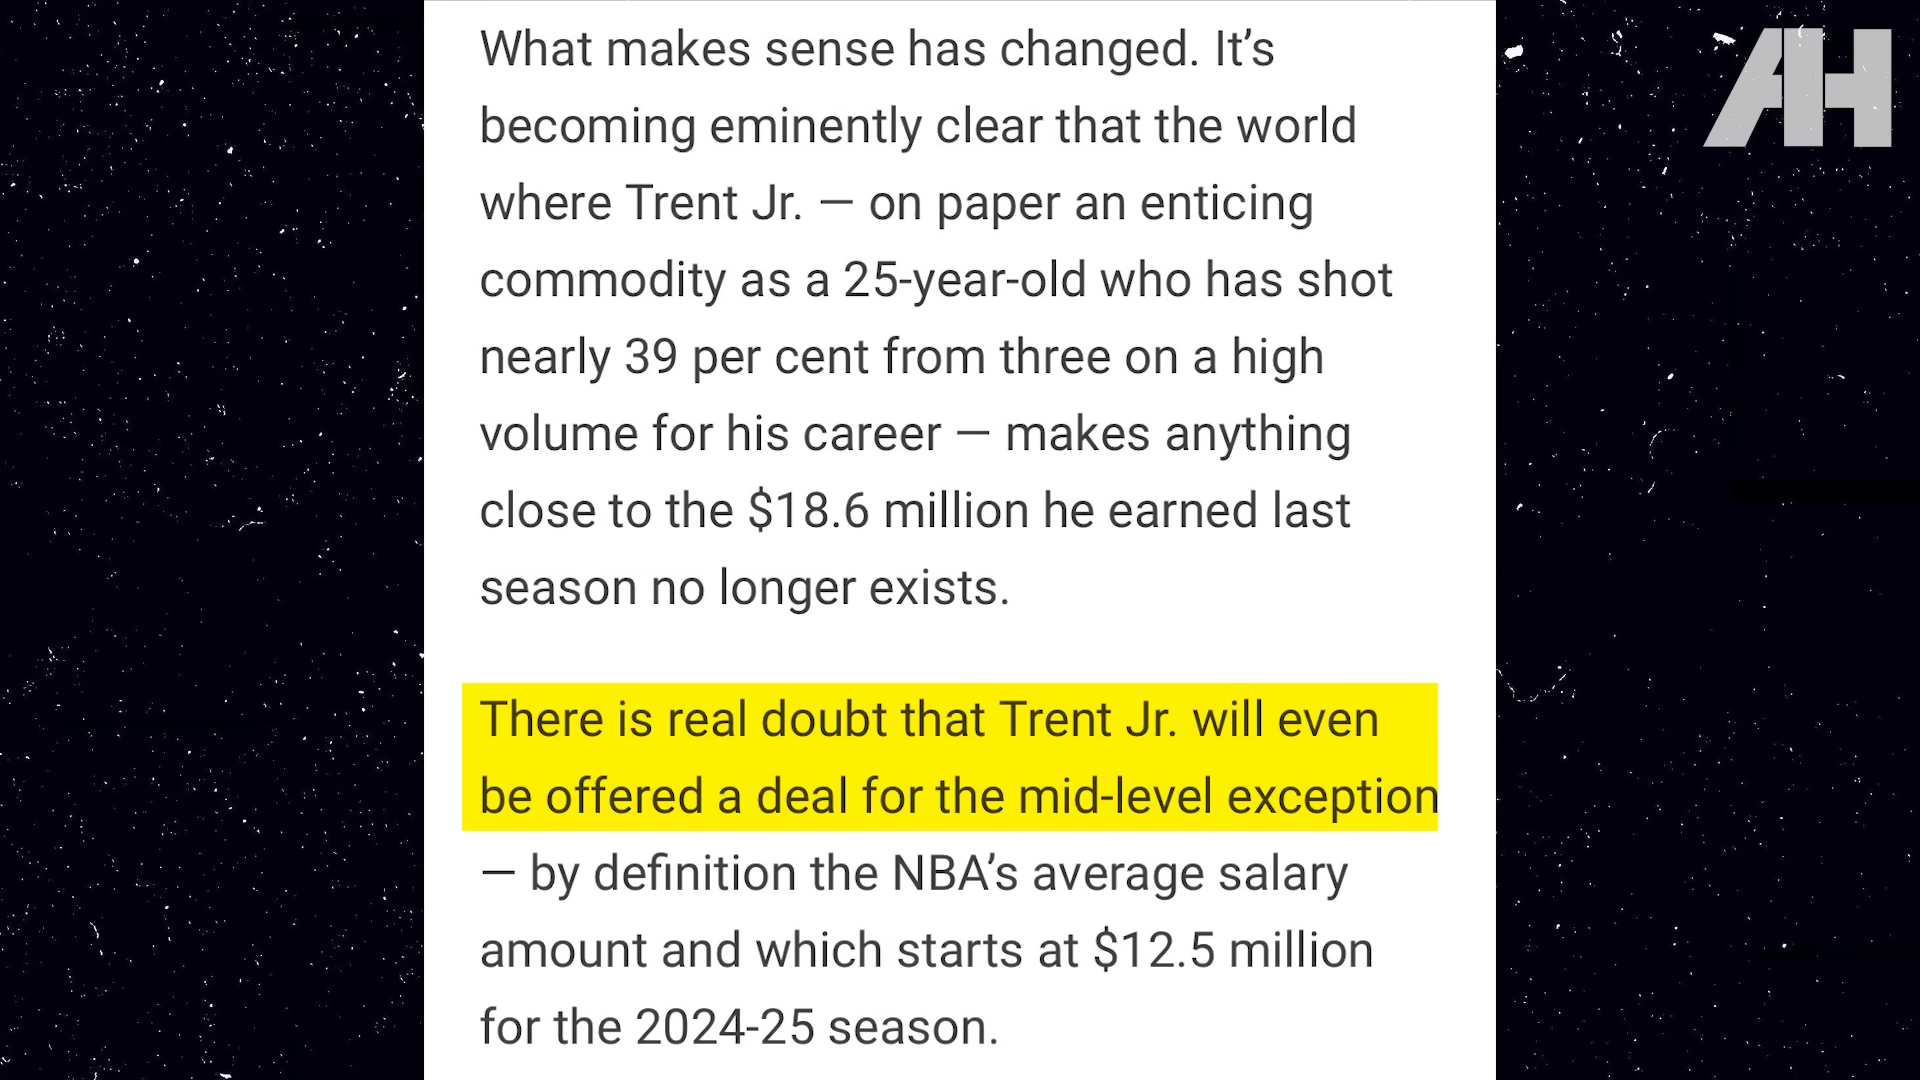 AH
What makes sense has changed. It’s
becoming eminently clear that the world
where Trent Jr. — on paper an enticing
commodity as a 25-year-old who has shot
nearly 39 per cent from three on a high
volume for his career — makes anything
close to the $18.6 million he earned last
season no longer exists.
There is real doubt that Trent Jr. will even
be offered a deal for the mid-level exception
— by definition the NBA’s average salary
amount and which starts at $12.5 million
for the 2024-25 season.